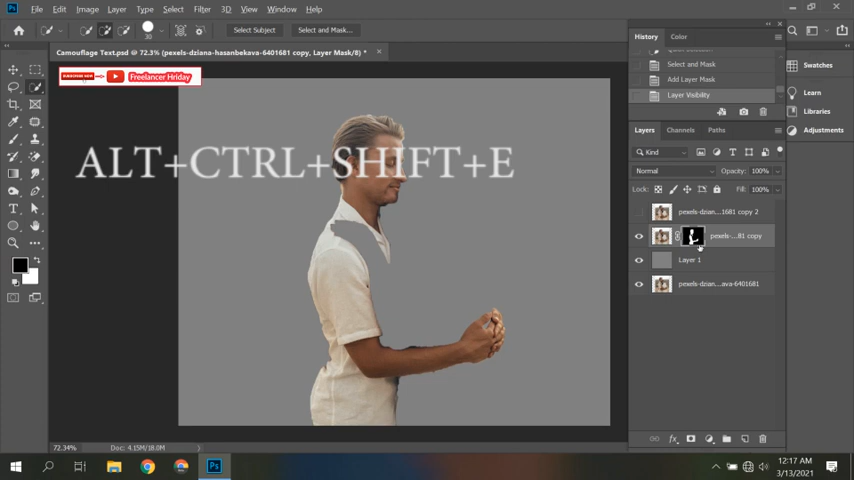 File Edit Image Layer Type Select Filter 3D View Window Help
30
Select Subject
Select and Mask...
Camouflage Text.psd @ 72.3% (pexels-dziana-hasanbekava-6401681 copy, Layer Mask/8) *
Freelancer Hriday
ALT+CTRL+SHIFT+E
History Color
Select and Mask
Add Layer Mask
Layer Visibility
Swatches
Learn
Libraries
Adjustments
Layers Channels Paths
Kind
Normal Opacity: 100%
Lock: Fill: 100%
pexels-dzian...1681 copy 2
pexels-...81 copy
Layer 1
pexels-dzian...ava-6401681
fx
72.34% Doc: 4.15M/18.0M
12:17 AM
3/13/2021